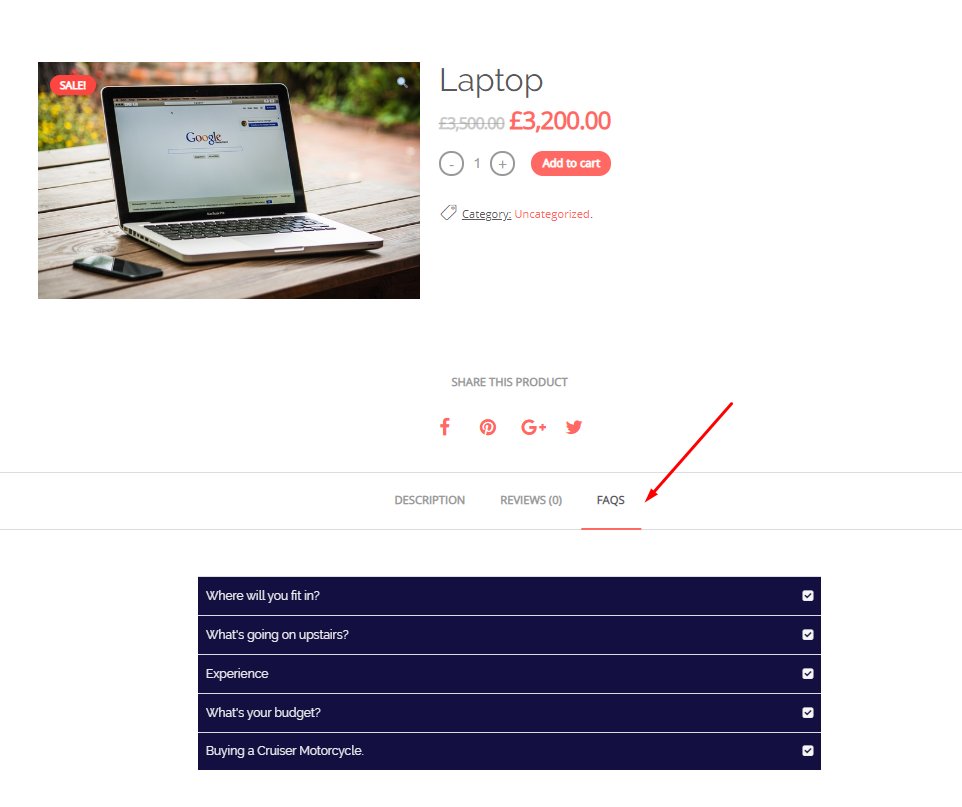 SALE!
Google
MacBook Pro
Laptop
£3,500.00 £3,200.00
- 1 + Add to cart
Category: Uncategorized.
SHARE THIS PRODUCT
DESCRIPTION REVIEWS (0) FAQS
Where will you fit in?
What's going on upstairs?
Experience
What's your budget?
Buying a Cruiser Motorcycle.